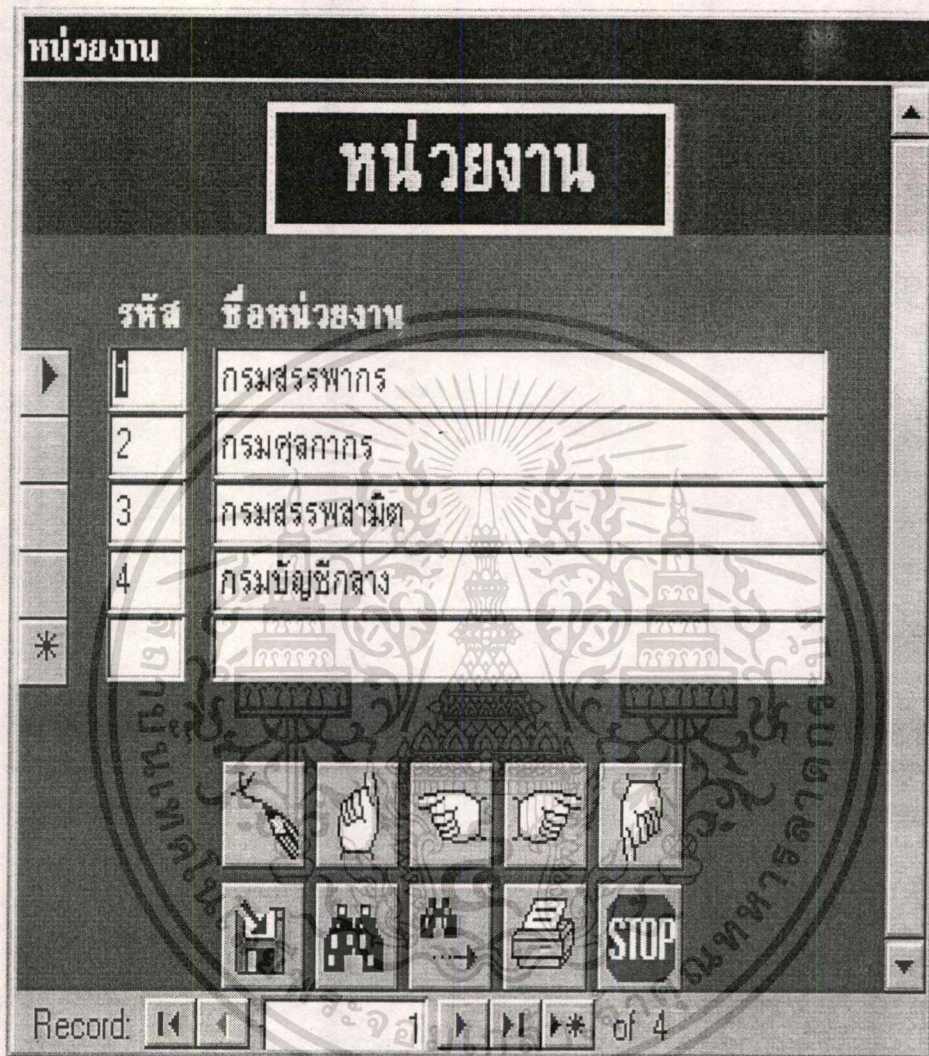 หน่วยงาน
หน่วยงาน
รหัส ชื่อหน่วยงาน
1 กรมสรรพากร
2 กรมศุลกากร
3 กรมสรรพสามิต
4 กรมบัญชีกลาง
*
STOP
Record: 1 of 4